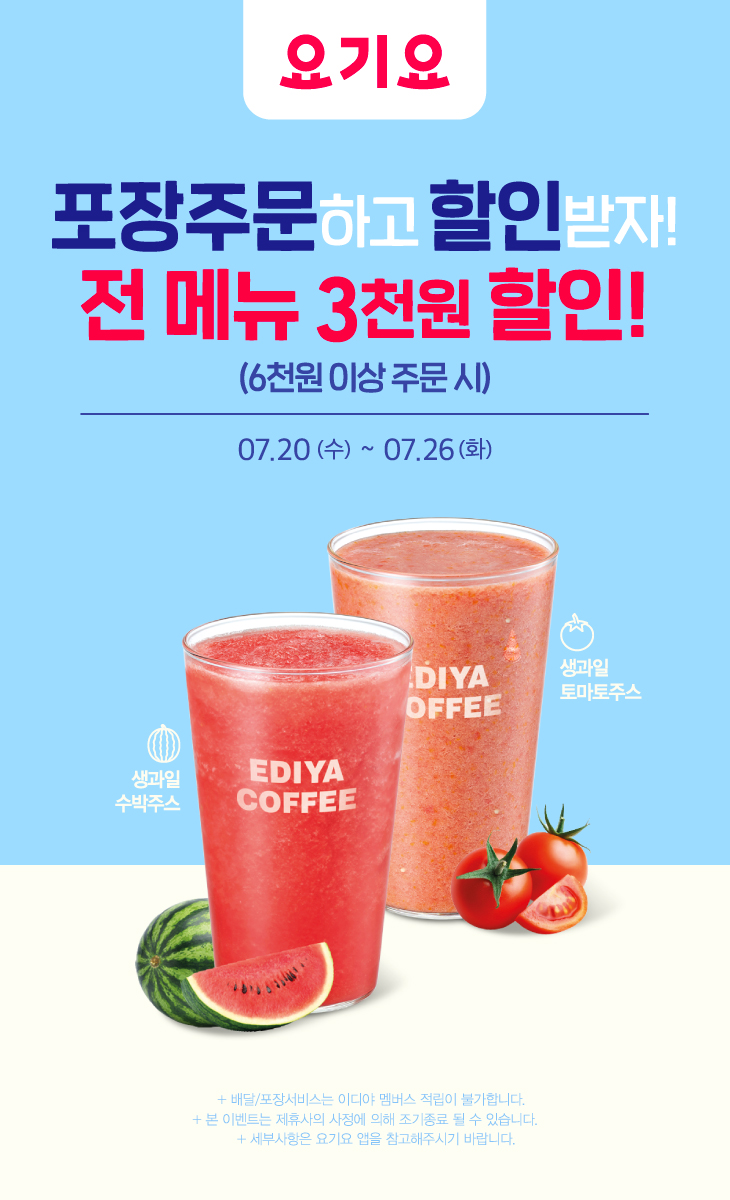 요기요
포장주문하고 할인받자!
전 메뉴 3천원 할인!
(6천원 이상 주문 시)
07.20 (수) ~ 07.26 (화)
생과일
토마토주스
EDIYA
COFFEE
생과일
수박주스
EDIYA
COFFEE
+ 배달/포장서비스는 이디야 멤버스 적립이 불가합니다.
+ 본 이벤트는 제휴사의 사정에 의해 조기종료 될 수 있습니다.
+ 세부사항은 요기요 앱을 참고해주시기 바랍니다.